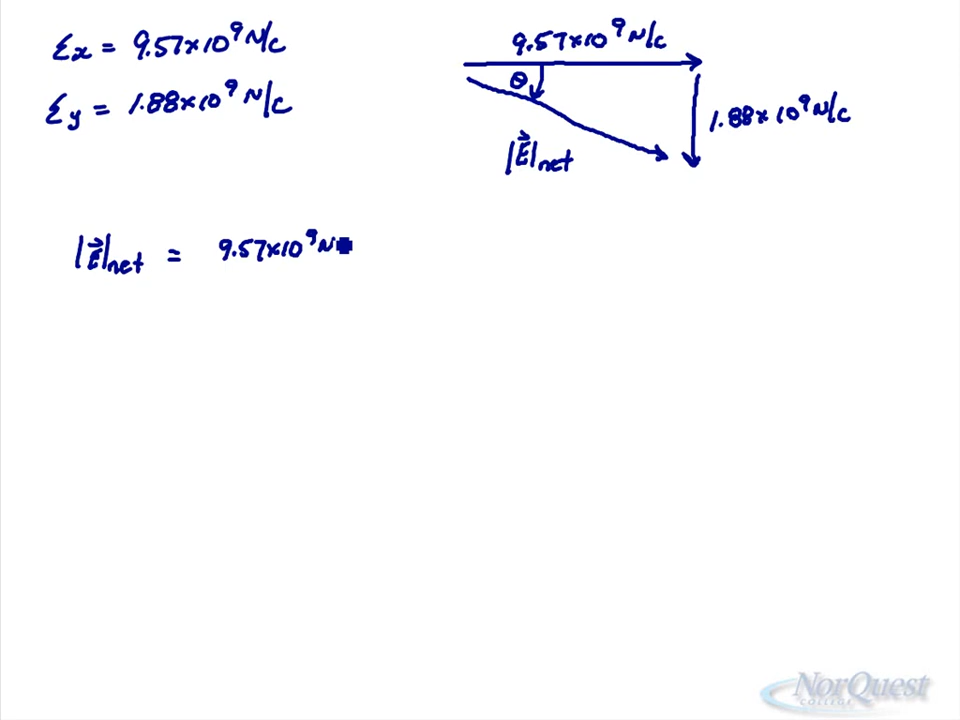 Ex = 9.57×10⁹ N/C
Ey = 1.88×10⁹ N/C
9.57×10⁹ N/C
θ
1.88×10⁹ N/C
|E⃗|net
|E⃗|net = 9.57×10⁹ N
NorQuest
COLLEGE